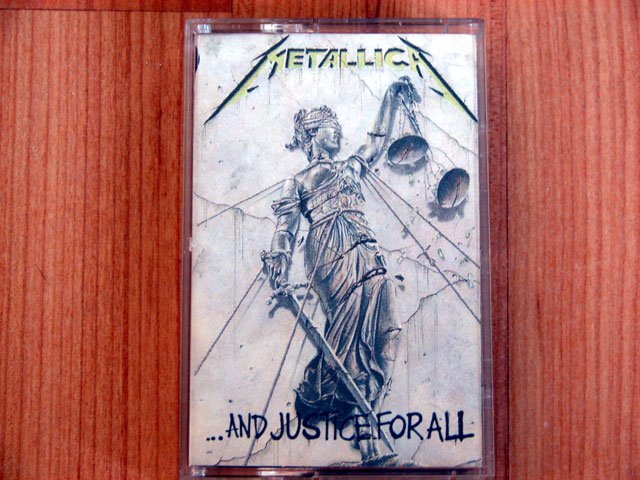 METALLICA
...AND JUSTICE FOR ALL